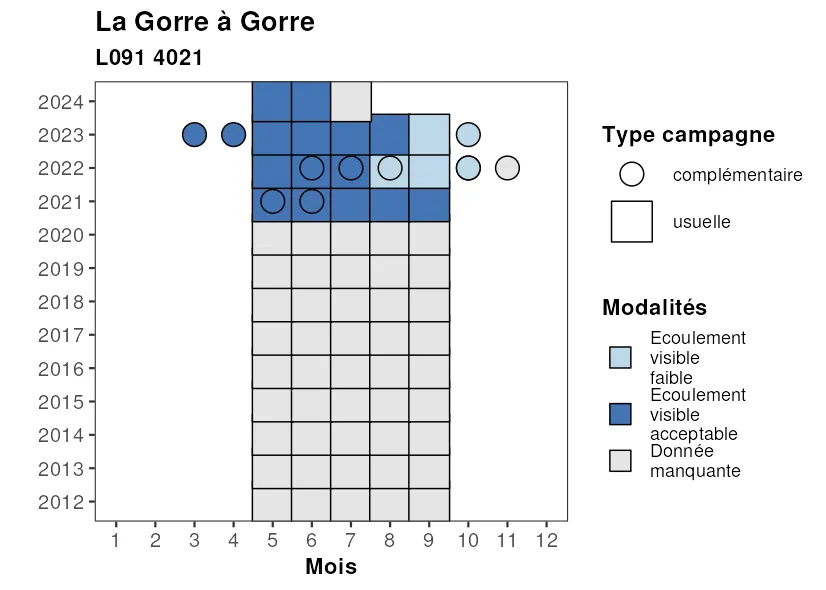 La Gorre à Gorre
L091 4021
2024
2023
2022
2021
2020
2019
2018
2017
2016
2015
2014
2013
2012
1 2 3 4 5 6 7 8 9 10 11 12
Mois
Type campagne
complémentaire
usuelle
Modalités
Ecoulement
visible
faible
Ecoulement
visible
acceptable
Donnée
manquante